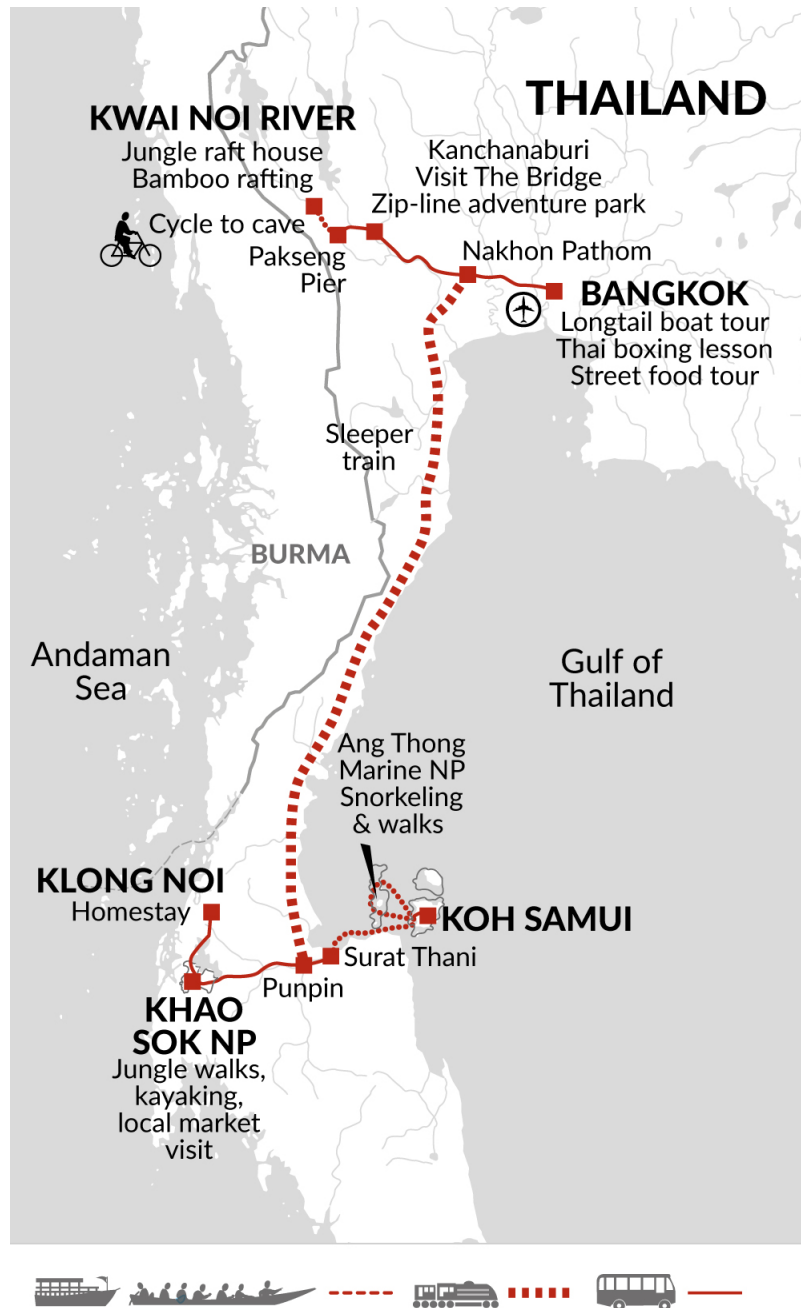 THAILAND
KWAI NOI RIVER
Jungle raft house
Bamboo rafting
Cycle to cave
Pakseng
Pier
Kanchanaburi
Visit The Bridge
Zip-line adventure park
Nakhon Pathom
BANGKOK
Longtail boat tour
Thai boxing lesson
Street food tour
Sleeper
train
BURMA
Andaman
Sea
Gulf of
Thailand
Ang Thong
Marine NP
Snorkeling
& walks
KLONG NOI
Homestay
KOH SAMUI
Surat Thani
Punpin
KHAO
SOK NP
Jungle walks,
kayaking,
local market
visit